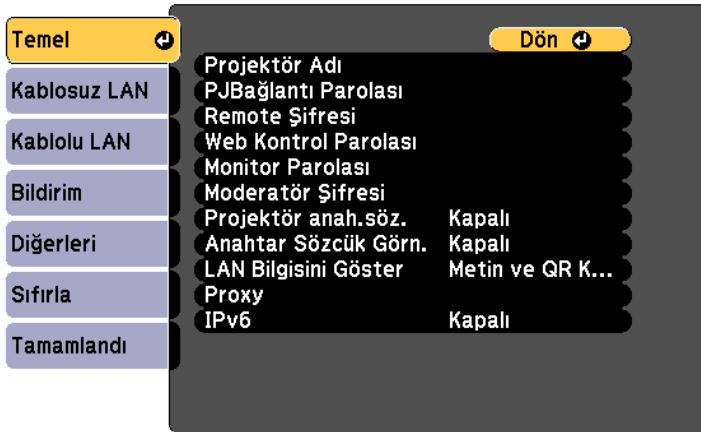 Temel
Kablosuz LAN
Kablolu LAN
Bildirim
Diğerleri
Sıfırla
Tamamlandı
Dön
Projektör Adı
PJBağlantı Parolası
Remote Şifresi
Web Kontrol Parolası
Monitor Parolası
Moderatör Şifresi
Projektör anah.söz. Kapalı
Anahtar Sözcük Görn. Kapalı
LAN Bilgisini Göster Metin ve QR K...
Proxy
IPv6 Kapalı